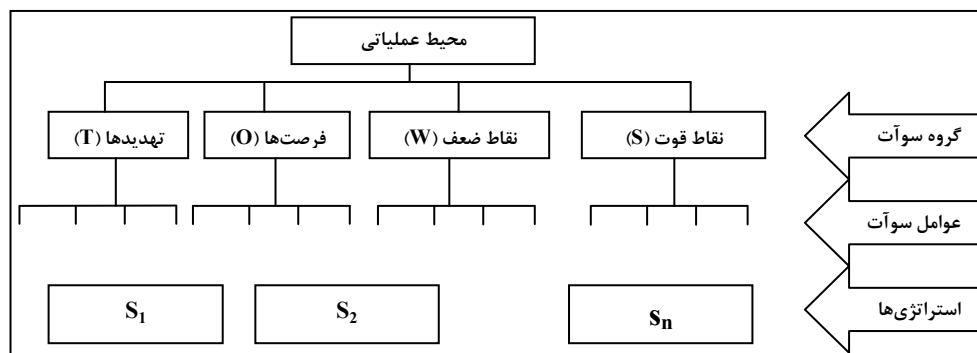 محیط عملیاتی
نقاط قوت (S)
نقاط ضعف (W)
فرصت‌ها (O)
تهدیدها (T)
گروه سوآت
عوامل سوآت
S1
S2
sn
استراتژی‌ها